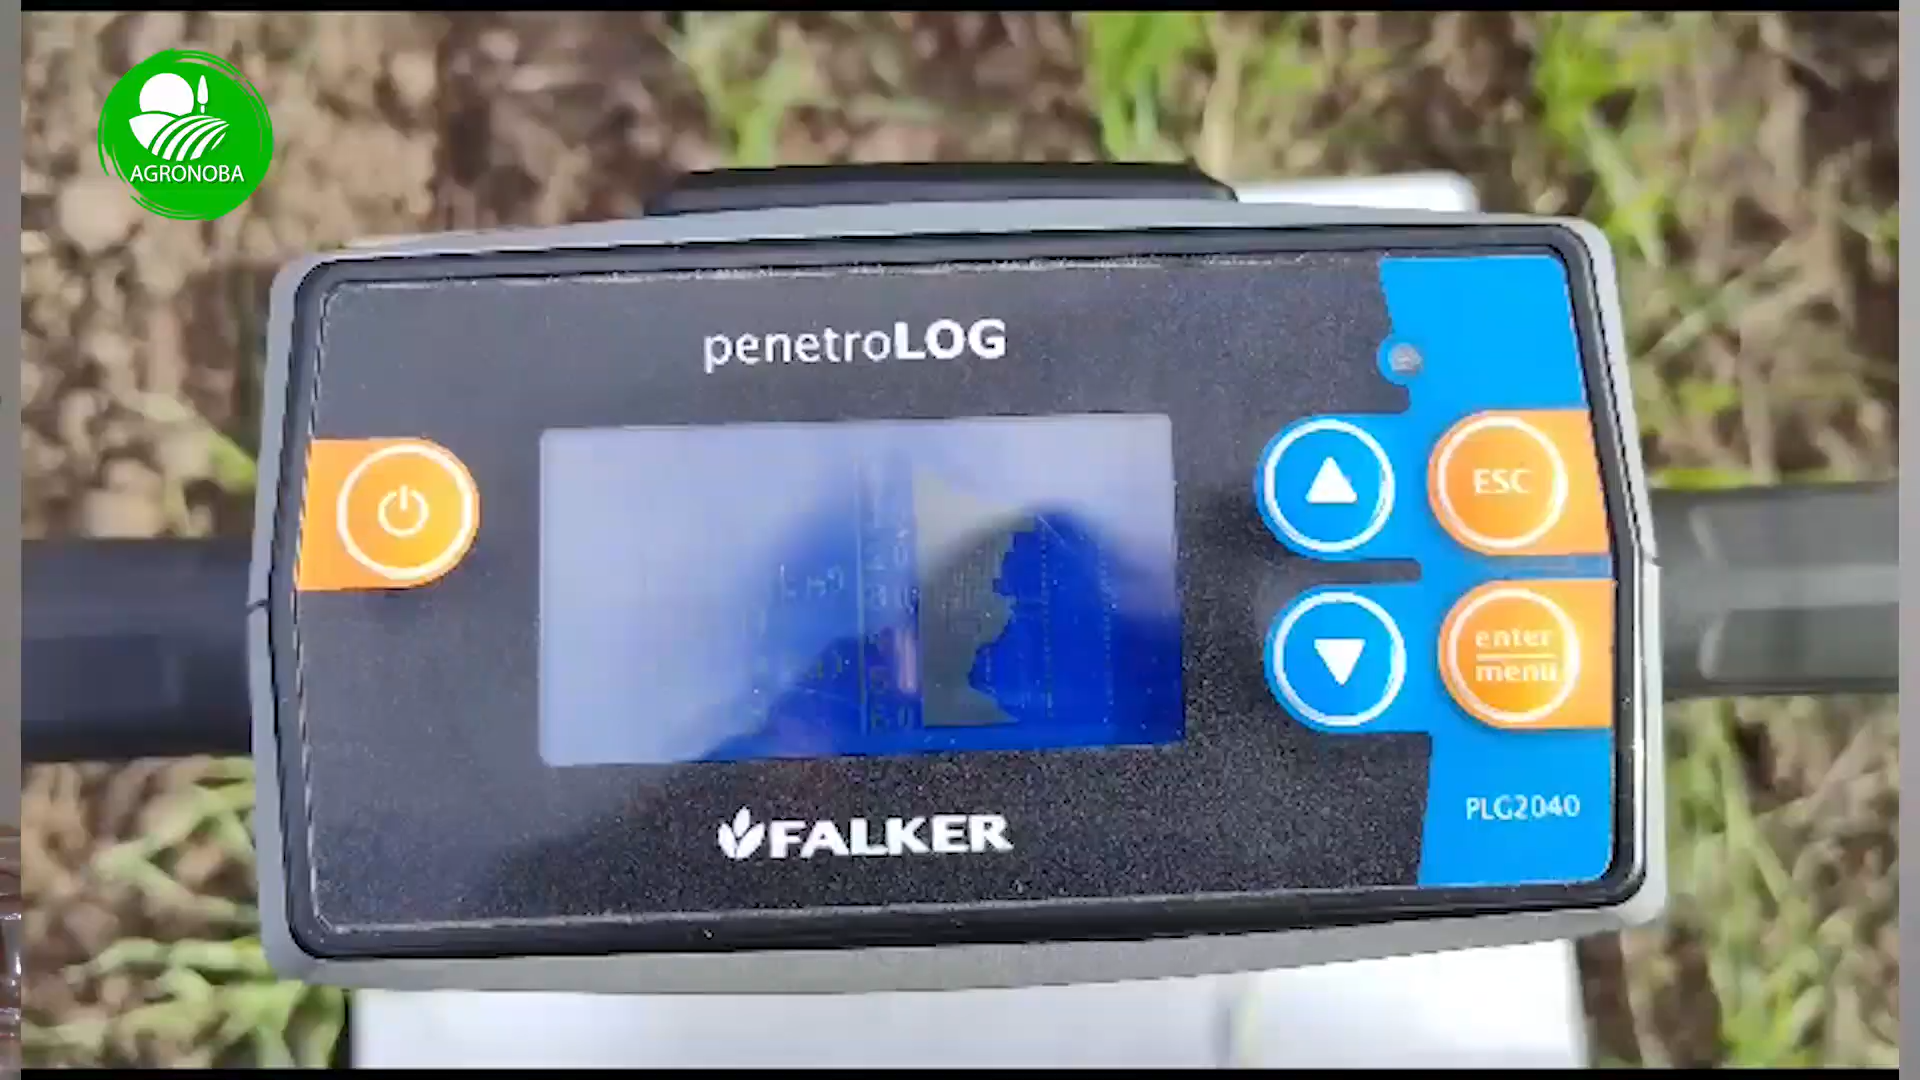 AGRONOBA
penetroLOG
ESC
enter
menu
FALKER
PLG2040